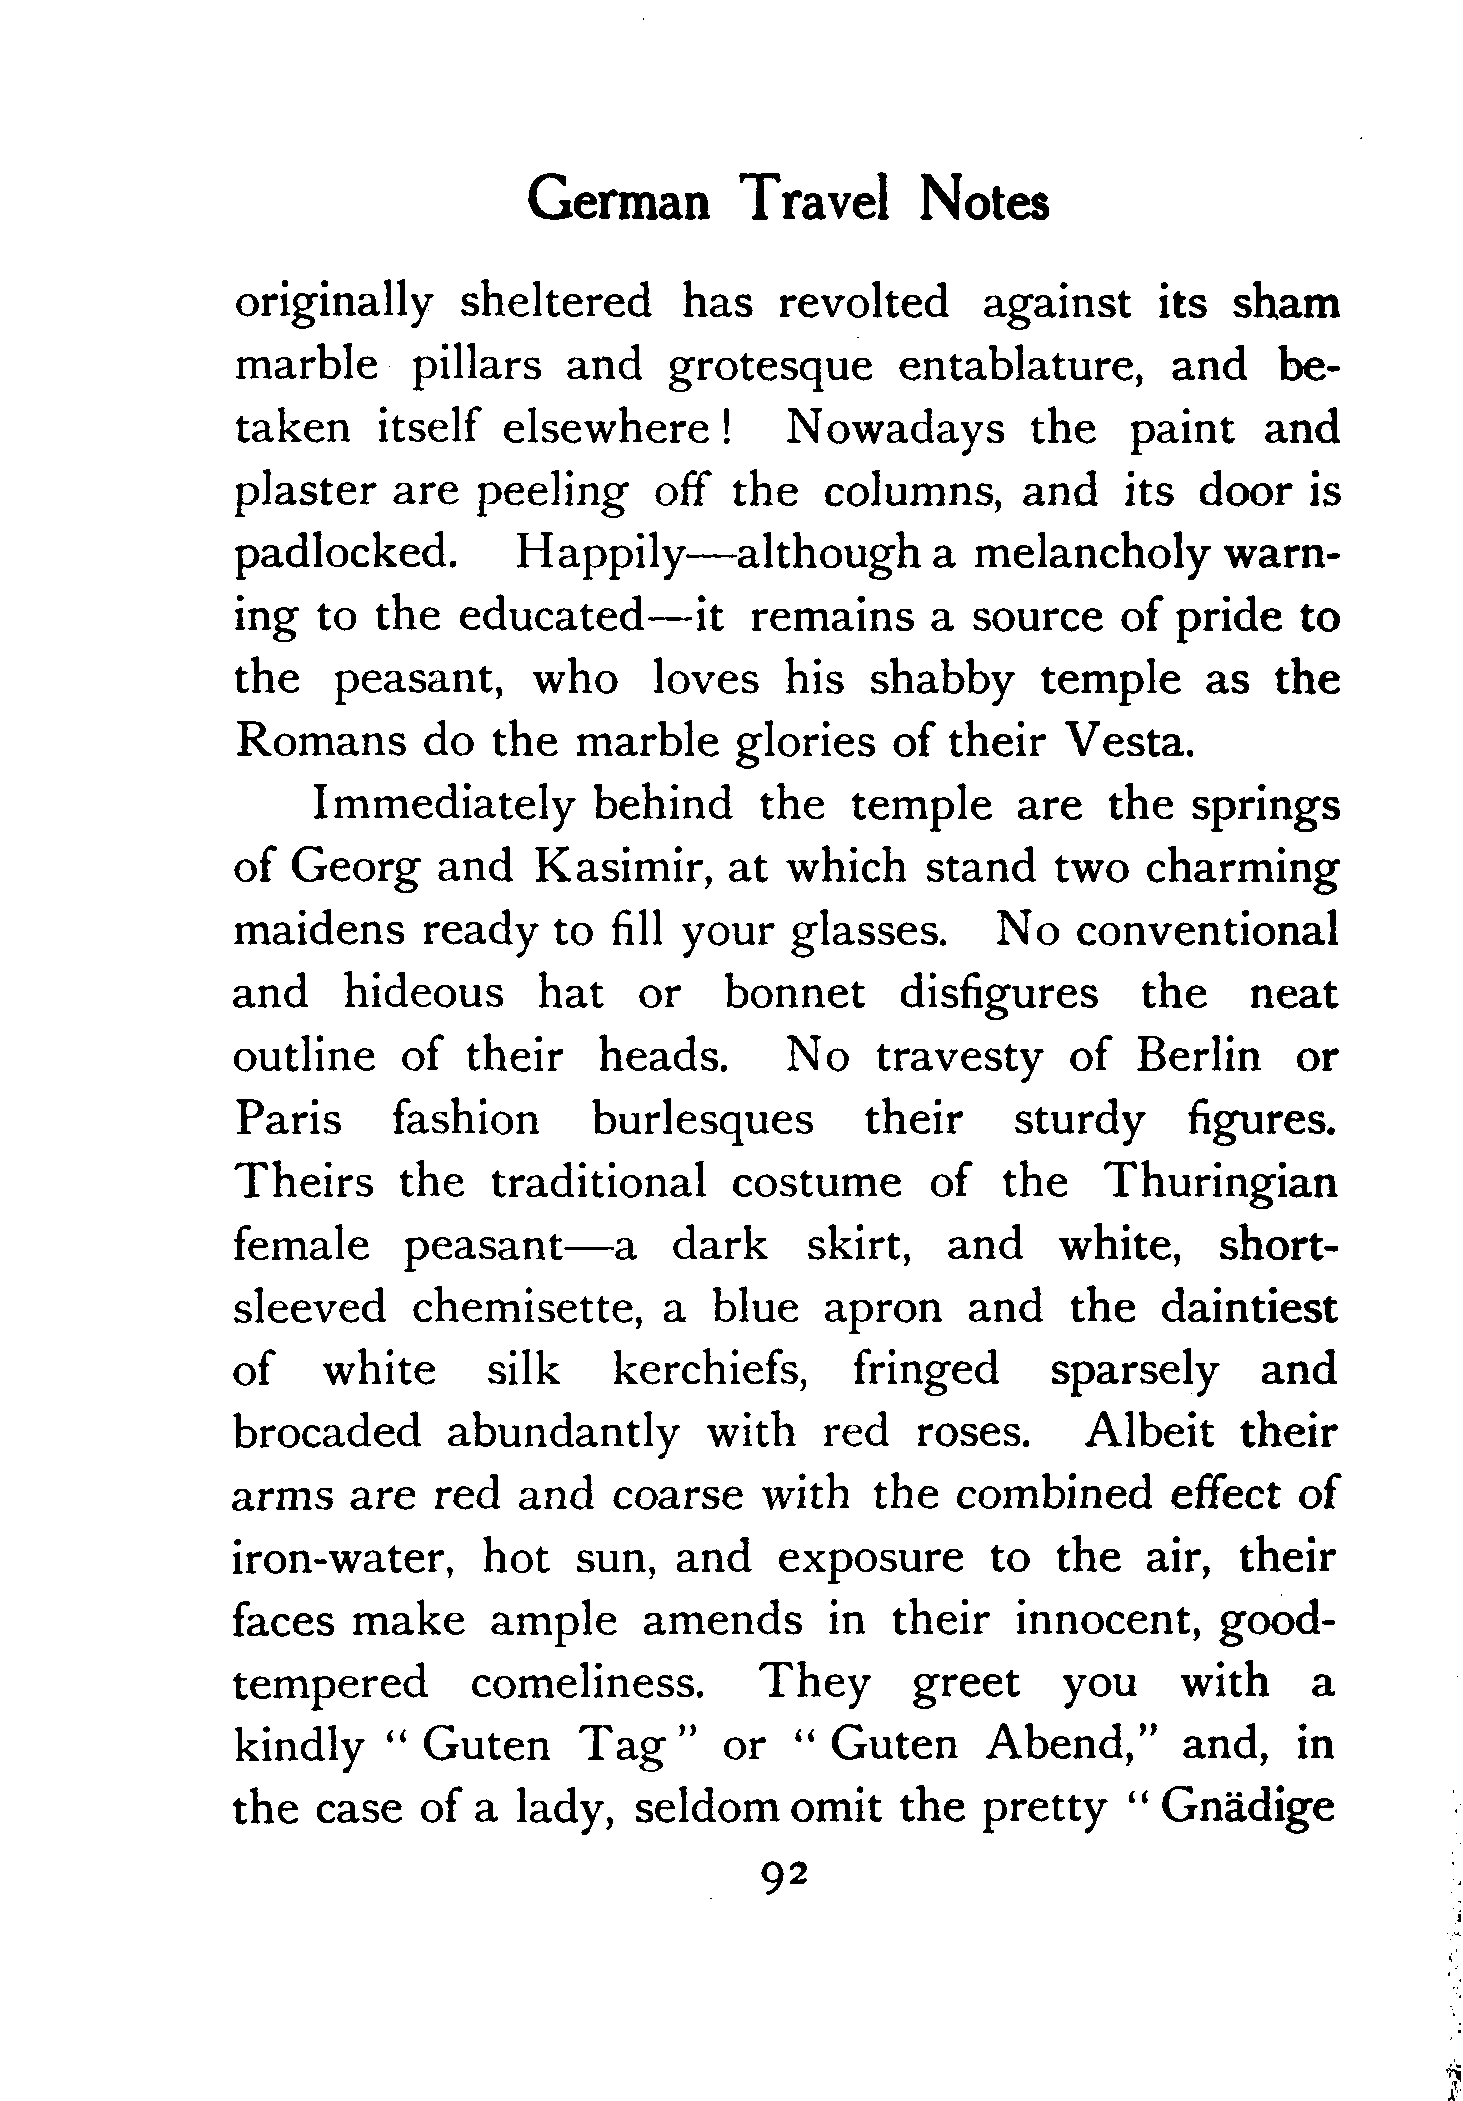 German Travel Notes
originally sheltered has revolted against its sham
marble pillars and grotesque entablature, and be-
taken itself elsewhere ! Nowadays the paint and
plaster are peeling off the columns, and its door is
padlocked. Happily—although a melancholy warn-
ing to the educated—it remains a source of pride to
the peasant, who loves his shabby temple as the
Romans do the marble glories of their Vesta.
Immediately behind the temple are the springs
of Georg and Kasimir, at which stand two charming
maidens ready to fill your glasses. No conventional
and hideous hat or bonnet disfigures the neat
outline of their heads. No travesty of Berlin or
Paris fashion burlesques their sturdy figures.
Theirs the traditional costume of the Thuringian
female peasant—a dark skirt, and white, short-
sleeved chemisette, a blue apron and the daintiest
of white silk kerchiefs, fringed sparsely and
brocaded abundantly with red roses. Albeit their
arms are red and coarse with the combined effect of
iron-water, hot sun, and exposure to the air, their
faces make ample amends in their innocent, good-
tempered comeliness. They greet you with a
kindly " Guten Tag " or " Guten Abend," and, in
the case of a lady, seldom omit the pretty " Gnädige
92